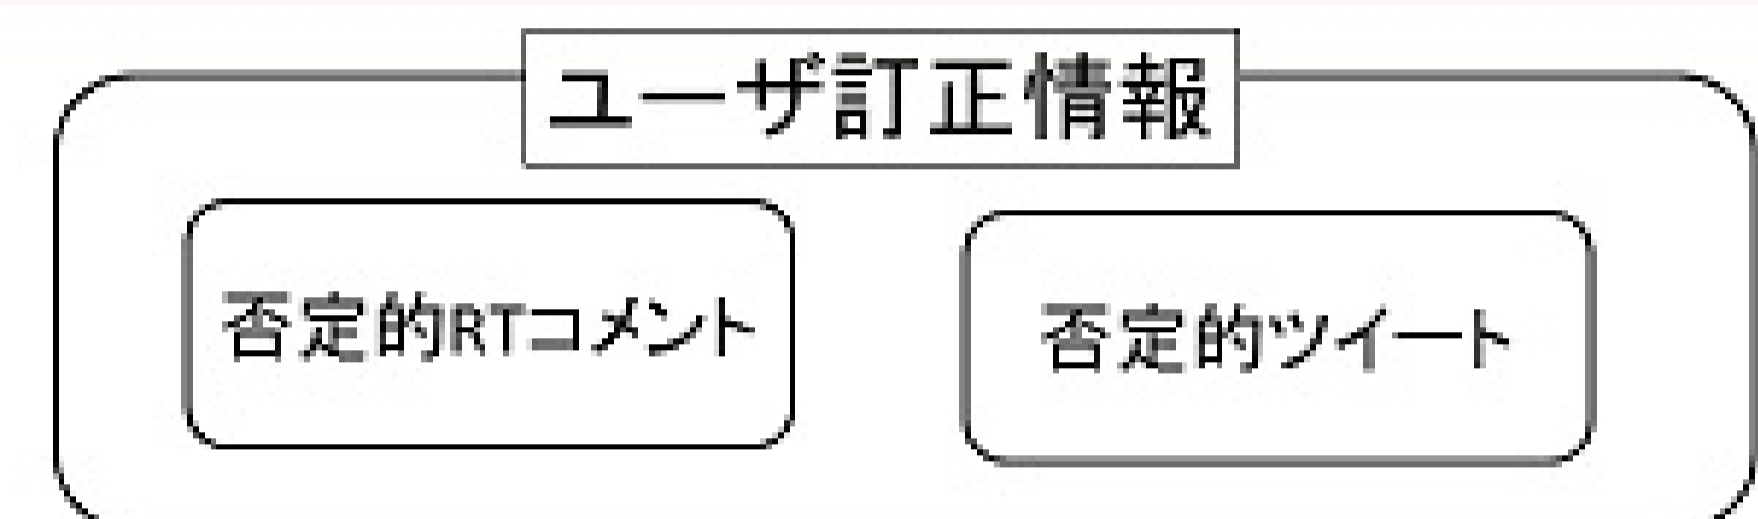 ユーザ訂正情報
否定的RTコメント
否定的ツイート